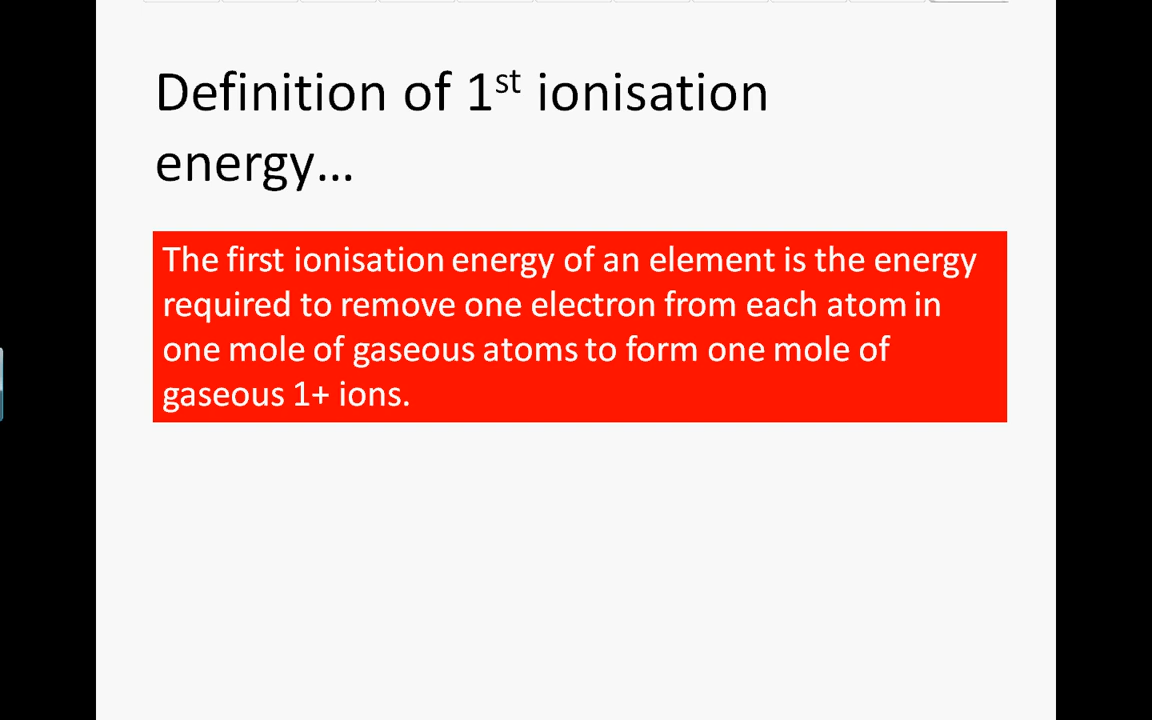 Definition of 1st ionisation
energy...
The first ionisation energy of an element is the energy
required to remove one electron from each atom in
one mole of gaseous atoms to form one mole of
gaseous 1+ ions.